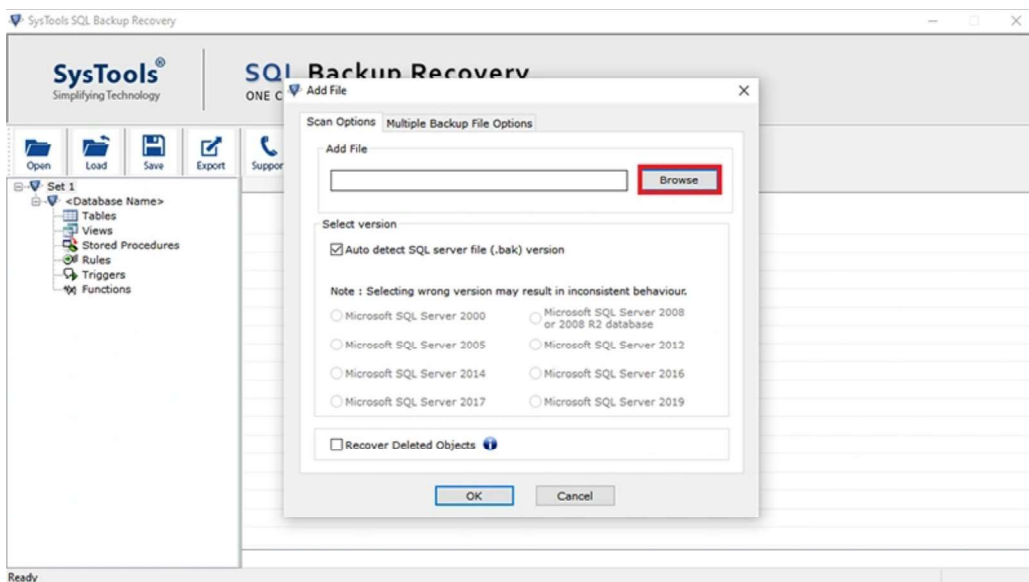 SysTools SQL Backup Recovery
SysTools®
Simplifying Technology
SQL Backup Recovery
ONE C
Add File
Scan Options
Multiple Backup File Options
Open
Load
Save
Export
Suppor
Add File
Browse
Set 1
<Database Name>
Tables
Views
Stored Procedures
Rules
Triggers
Functions
Select version
Auto detect SQL server file (.bak) version
Note : Selecting wrong version may result in inconsistent behaviour.
Microsoft SQL Server 2000
Microsoft SQL Server 2008
or 2008 R2 database
Microsoft SQL Server 2005
Microsoft SQL Server 2012
Microsoft SQL Server 2014
Microsoft SQL Server 2016
Microsoft SQL Server 2017
Microsoft SQL Server 2019
Recover Deleted Objects
OK
Cancel
Ready